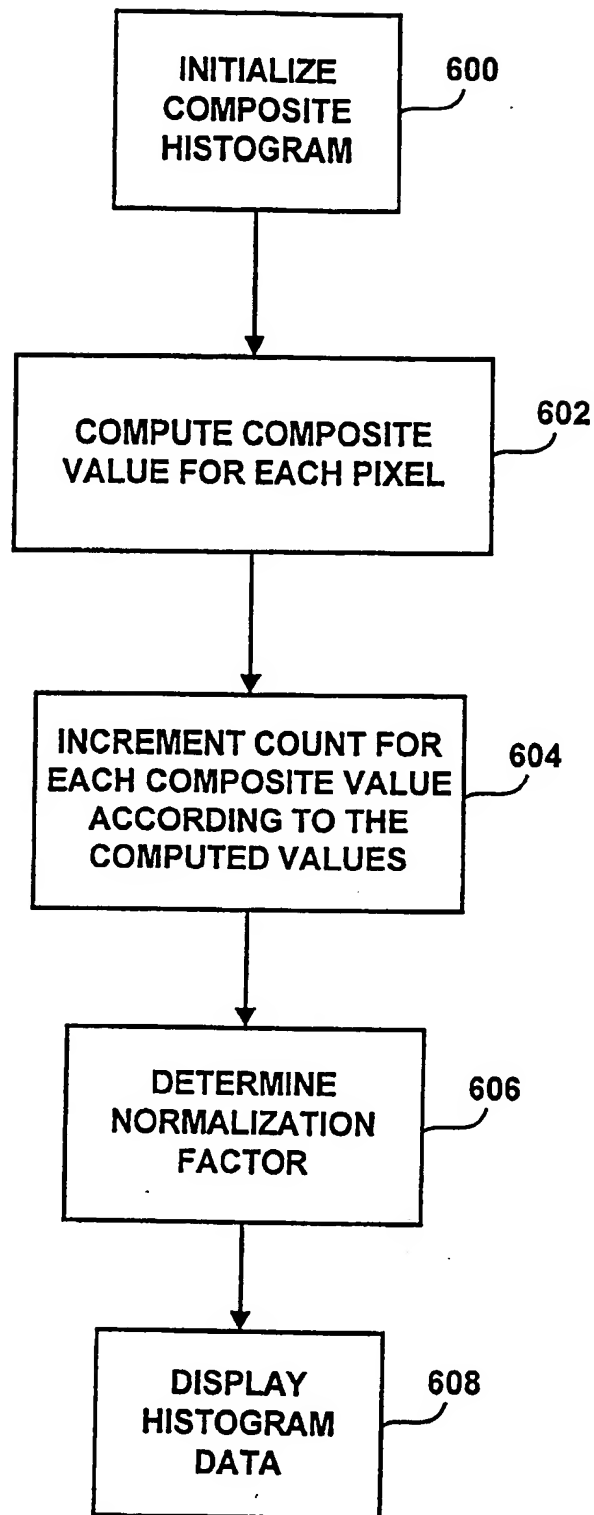 INITIALIZE
COMPOSITE
HISTOGRAM
600
COMPUTE COMPOSITE
VALUE FOR EACH PIXEL
602
INCREMENT COUNT FOR
EACH COMPOSITE VALUE
ACCORDING TO THE
COMPUTED VALUES
604
DETERMINE
NORMALIZATION
FACTOR
606
DISPLAY
HISTOGRAM
DATA
608